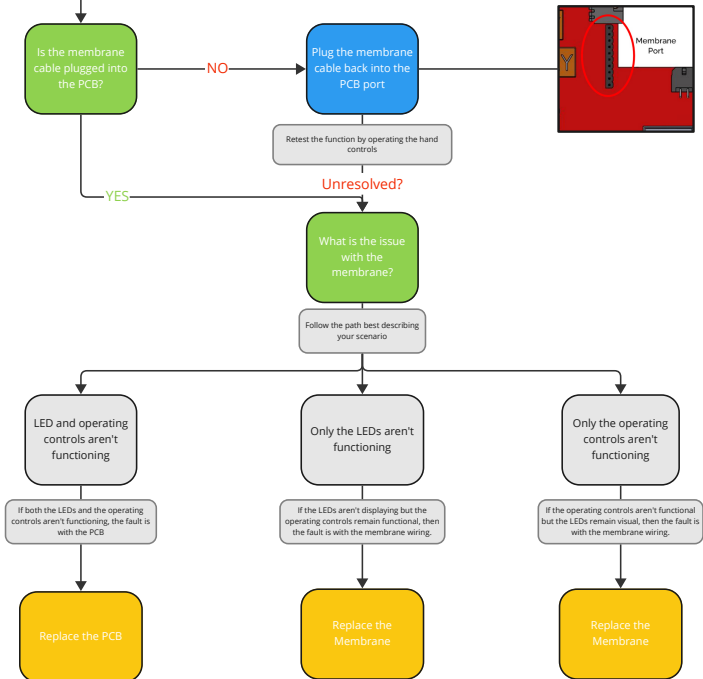 Is the membrane
cable plugged into
the PCB?
NO
Plug the membrane
cable back into the
PCB port
Membrane
Port
Y
Retest the function by operating the hand
controls
Unresolved?
YES
What is the issue
with the
membrane?
Follow the path best describing
your scenario
LED and operating
controls aren't
functioning
Only the LEDs aren't
functioning
Only the operating
controls aren't
functioning
If both the LEDs and the operating
controls aren't functioning, the fault is
with the PCB
If the LEDs aren't displaying but the
operating controls remain functional, then
the fault is with the membrane wiring.
If the operating controls aren't functional
but the LEDs remain visual, then the fault is
with the membrane wiring.
Replace the PCB
Replace the
Membrane
Replace the
Membrane